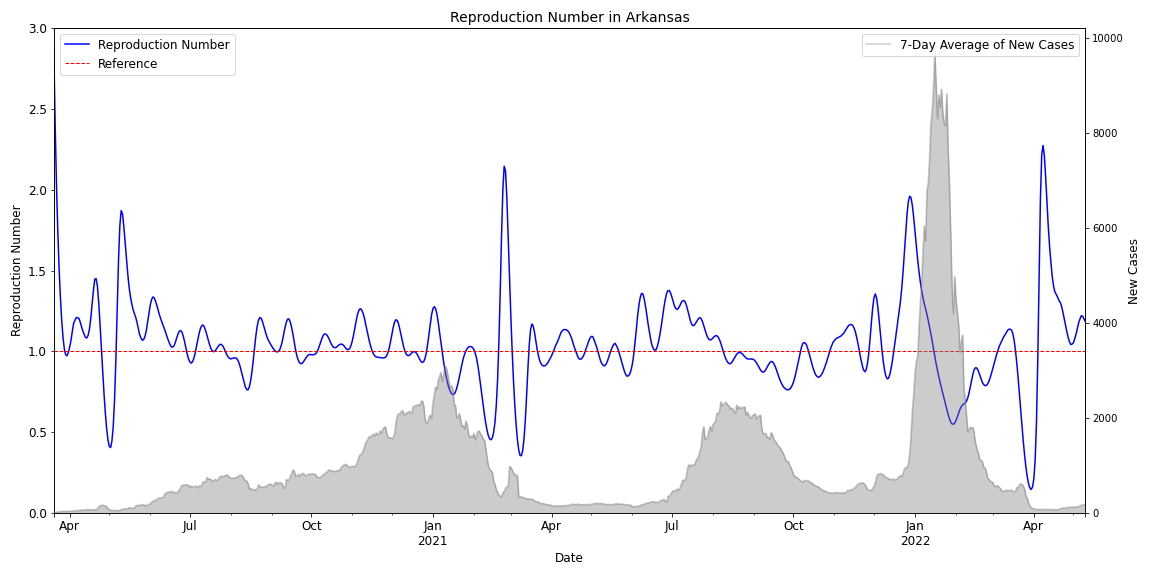 Reproduction Number in Arkansas
Reproduction Number
Reference
7-Day Average of New Cases
3.0
2.5
2.0
1.5
1.0
0.5
0.0
Reproduction Number
10000
8000
6000
4000
2000
0
New Cases
Apr
Jul
Oct
Jan
2021
Apr
Jul
Oct
Jan
2022
Apr
Date